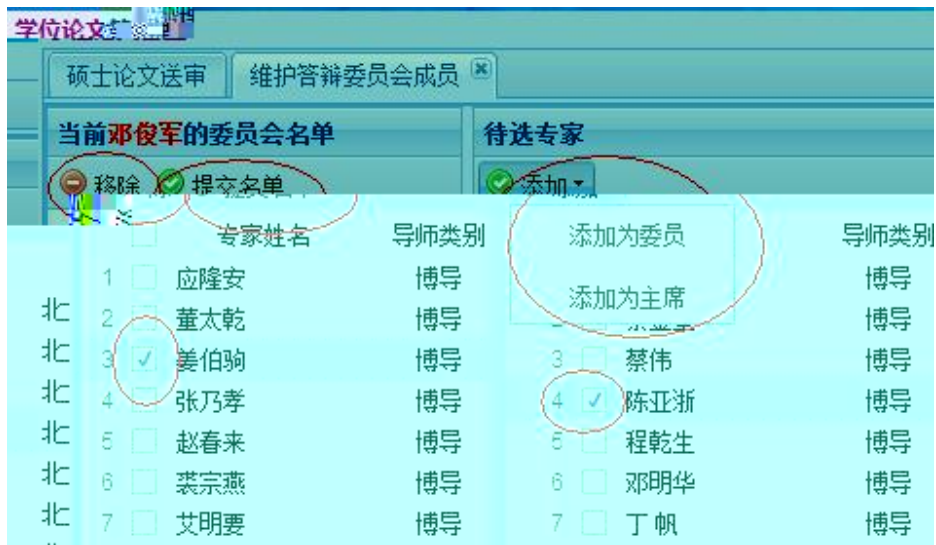 学位论文
硕士论文送审 维护答辩委员会成员
当前邓俊军的委员会名单 待选专家
移除 提交名单 添加
专家姓名 导师类别 添加为委员 导师类别
1 应隆安 博导 博导
添加为主席
北 2 董太乾 博导 博导
北 3 姜伯驹 博导 3 蔡伟 博导
北 4 张乃孝 博导 4 陈亚浙 博导
北 5 赵春来 博导 5 程乾生 博导
北 6 裘宗燕 博导 6 邓明华 博导
北 7 艾明要 博导 7 丁帆 博导